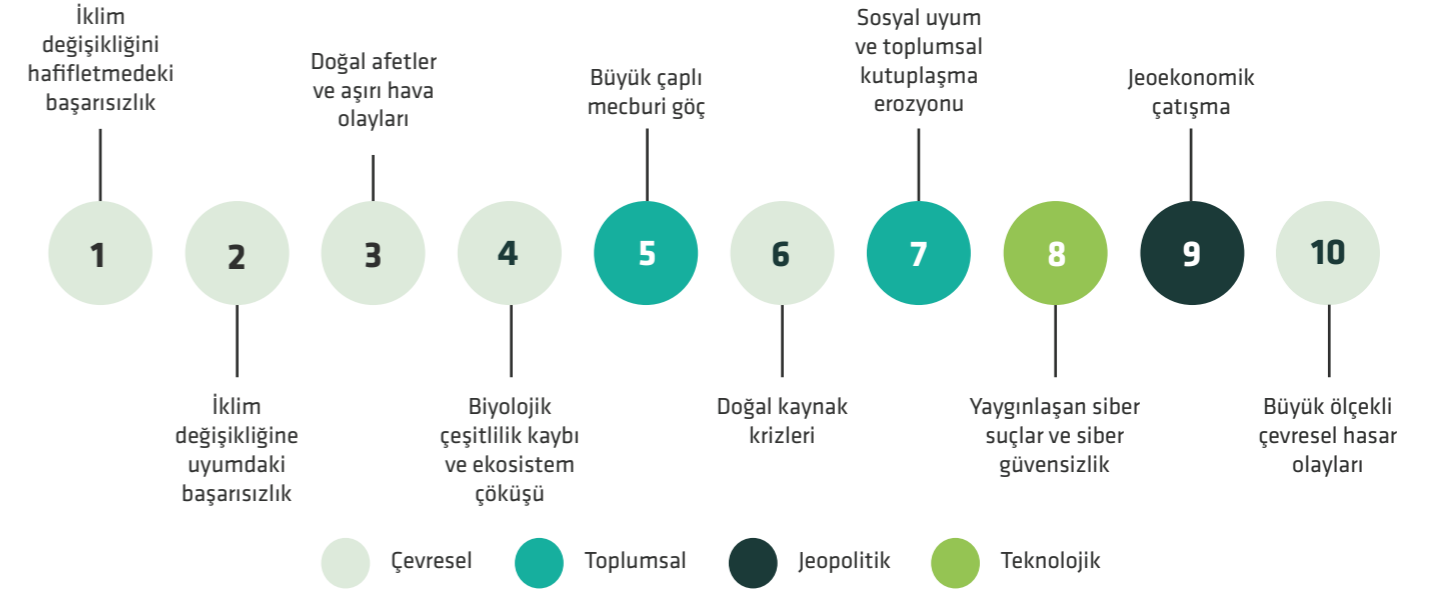 İklim
değişikliğini
hafifletmedeki
başarısızlık
1
İklim
değişikliğine
uyumdaki
başarısızlık
2
Doğal afetler
ve aşırı hava
olayları
3
Biyolojik
çeşitlilik kaybı
ve ekosistem
çöküşü
4
Büyük çaplı
mecburi göç
5
Doğal kaynak
krizleri
6
Sosyal uyum
ve toplumsal
kutuplaşma
erozyonu
7
Yaygınlaşan siber
suçlar ve siber
güvensizlik
8
Jeoekonomik
çatışma
9
Büyük ölçekli
çevresel hasar
olayları
10
Çevresel
Toplumsal
Jeopolitik
Teknolojik